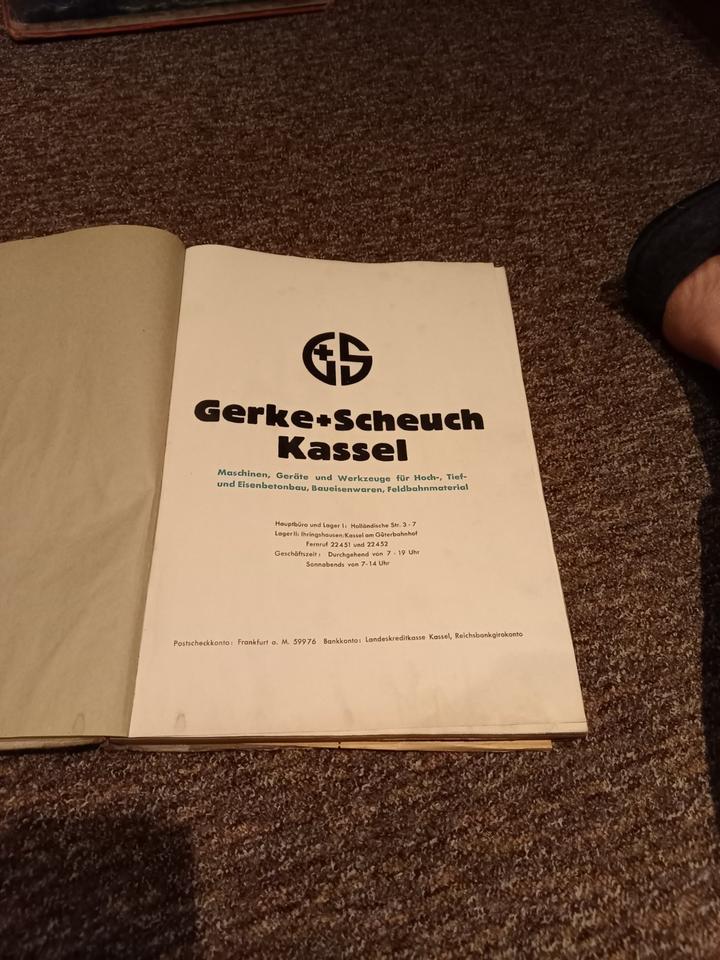 G+S
Gerke+Scheuch
Kassel
Maschinen, Geräte und Werkzeuge für Hoch-, Tief-
und Eisenbetonbau, Baueisenwaren, Feldbahnmaterial
Hauptbüro und Lager I: Holländische Str. 3 - 7
Lager II: Ihringshausen/Kassel am Güterbahnhof
Fernruf 22451 und 22452
Geschäftszeit: Durchgehend von 7 - 19 Uhr
Sonnabends von 7-14 Uhr
Postscheckkonto: Frankfurt a. M. 59976 Bankkonto: Landeskreditkasse Kassel, Reichsbankgirokonto